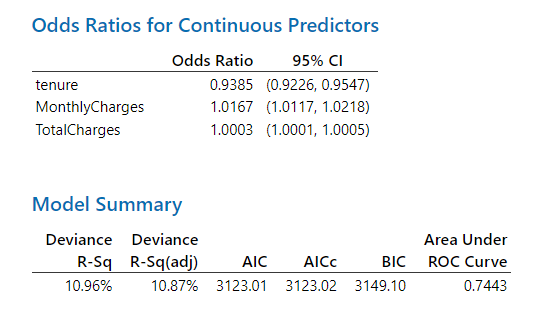 Odds Ratios for Continuous Predictors
Odds Ratio 95% CI
tenure 0.9385 (0.9226, 0.9547)
MonthlyCharges 1.0167 (1.0117, 1.0218)
TotalCharges 1.0003 (1.0001, 1.0005)
Model Summary
Deviance Deviance Area Under
R-Sq R-Sq(adj) AIC AICc BIC ROC Curve
10.96% 10.87% 3123.01 3123.02 3149.10 0.7443